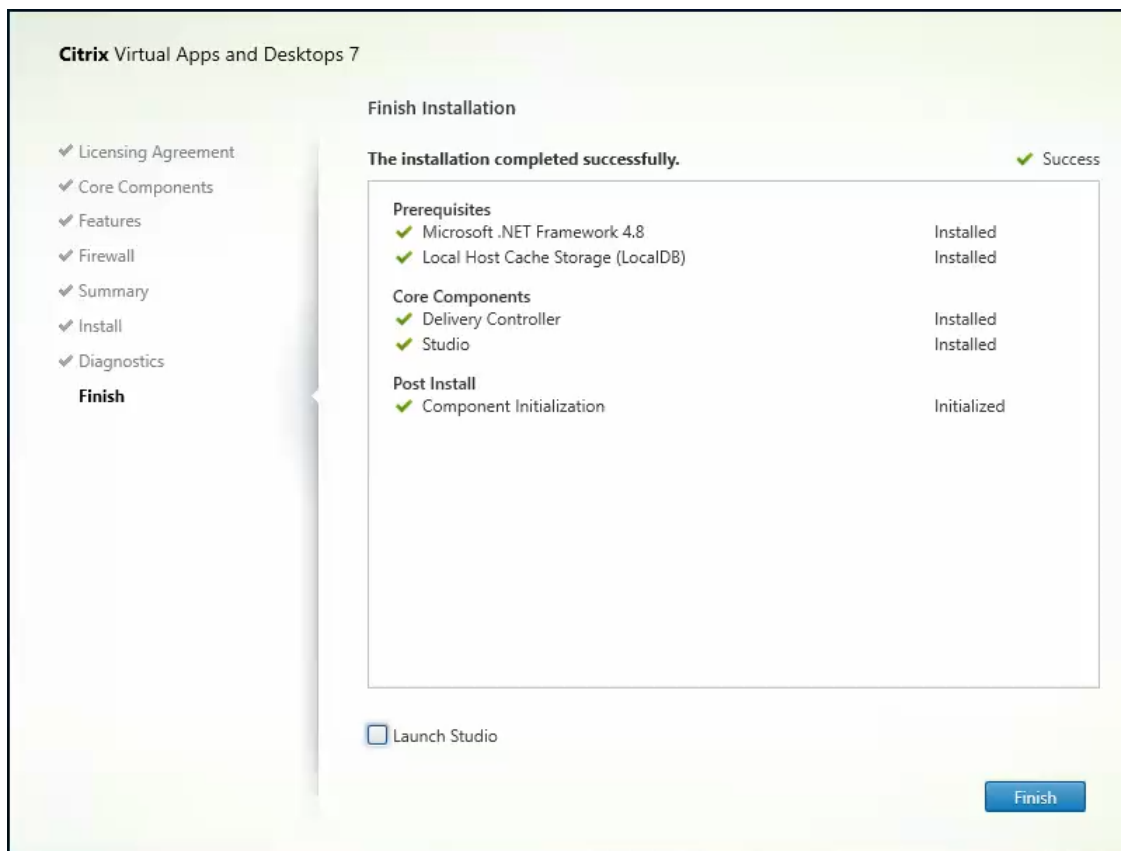 Citrix Virtual Apps and Desktops 7
Finish Installation
Licensing Agreement
Core Components
Features
Firewall
Summary
Install
Diagnostics
Finish
The installation completed successfully. Success
Prerequisites
Microsoft .NET Framework 4.8 Installed
Local Host Cache Storage (LocalDB) Installed
Core Components
Delivery Controller Installed
Studio Installed
Post Install
Component Initialization Initialized
Launch Studio
Finish